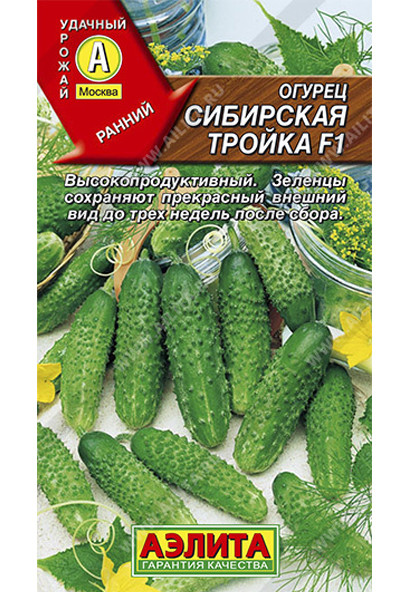 УДАЧНЫЙ
УРОЖАЙ
А
Москва
РАННИЙ
ОГУРЕЦ
СИБИРСКАЯ
ТРОЙКА F1
Высокопродуктивный. Зеленцы
сохраняют прекрасный внешний
вид до трех недель после сбора.
АЭЛИТА
ГАРАНТИЯ КАЧЕСТВА